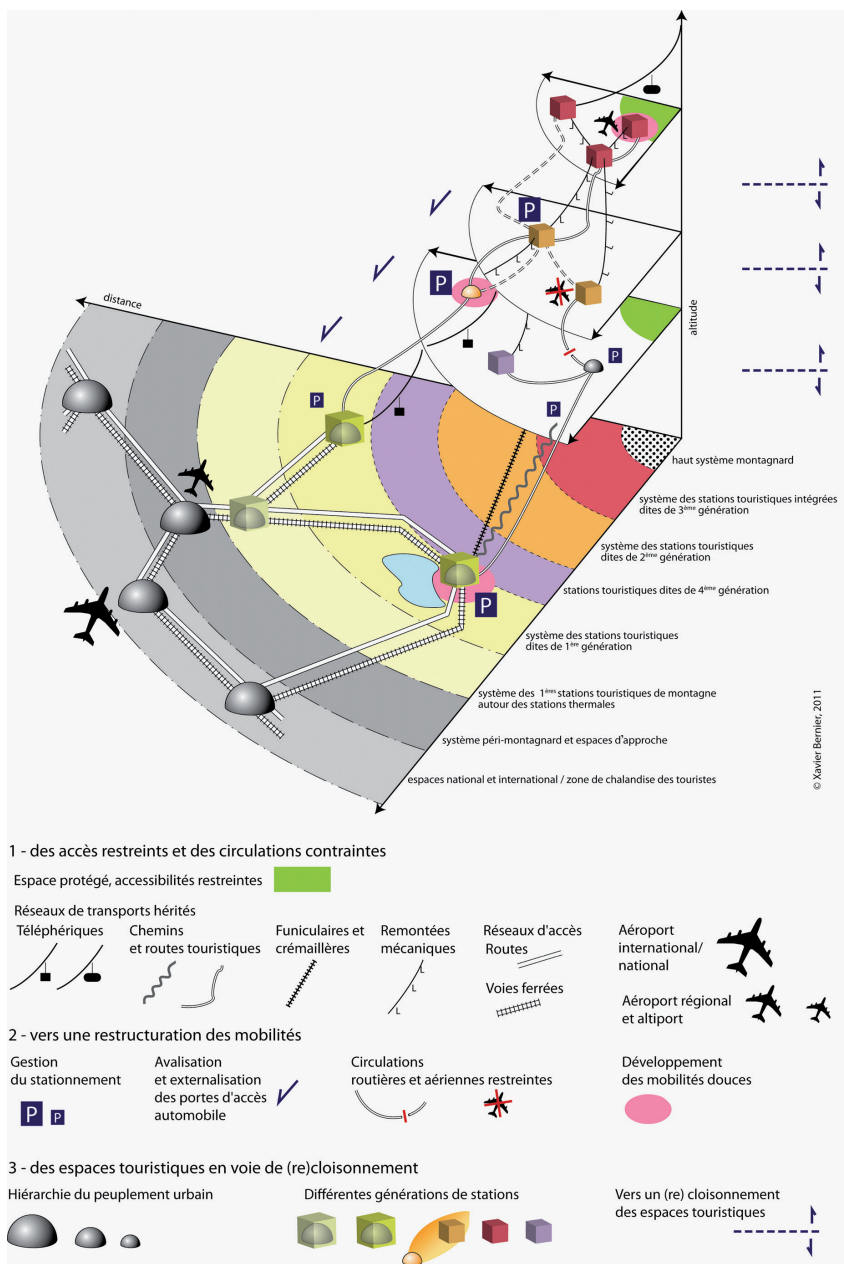 P
P
P
distance
altitude
P
P
P
haut système montagnard
système des stations touristiques intégrées
dites de 3ème génération
système des stations touristiques
dites de 2ème génération
stations touristiques dites de 4ème génération
P
système des stations touristiques
dites de 1ère génération
système des 1ères stations touristiques de montagne
autour des stations thermales
système péri-montagnard et espaces d'approche
espaces national et international / zone de chalandise des touristes
© Xavier Bernier, 2011
1 - des accès restreints et des circulations contraintes
Espace protégé, accessibilités restreintes
Réseaux de transports hérités
Téléphériques
Chemins
et routes touristiques
Funiculaires et
crémaillères
Remontées
mécaniques
Réseaux d'accès
Routes
Voies ferrées
Aéroport
international/
national
Aéroport régional
et altiport
2 - vers une restructuration des mobilités
Gestion
du stationnement
P P
Avalisation
et externalisation
des portes d'accès
automobile
Circulations
routières et aériennes restreintes
Développement
des mobilités douces
3 - des espaces touristiques en voie de (re)cloisonnement
Hiérarchie du peuplement urbain
Différentes générations de stations
Vers un (re) cloisonnement
des espaces touristiques